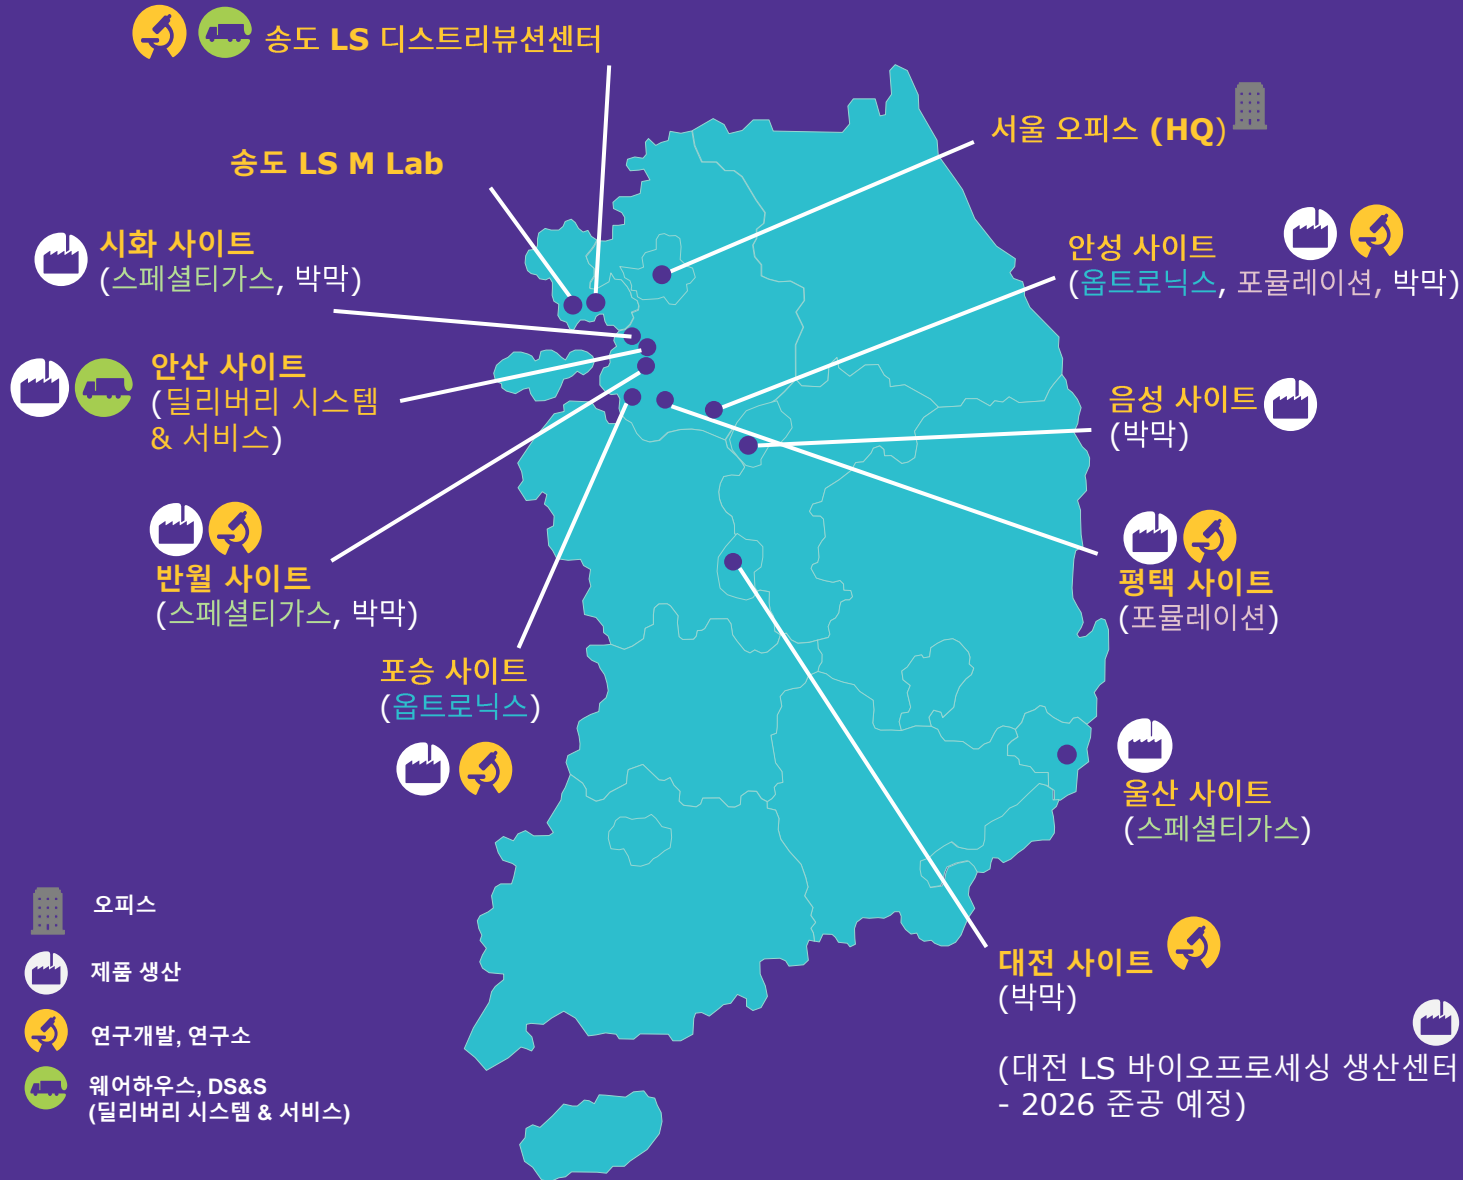 송도 LS 디스트리뷰션센터
서울 오피스 (HQ)
송도 LS M Lab
시화 사이트
(스페셜티가스, 박막)
안성 사이트
(옵트로닉스, 포뮬레이션, 박막)
안산 사이트
(딜리버리 시스템
& 서비스)
음성 사이트
(박막)
반월 사이트
(스페셜티가스, 박막)
평택 사이트
(포뮬레이션)
포승 사이트
(옵트로닉스)
울산 사이트
(스페셜티가스)
대전 사이트
(박막)
(대전 LS 바이오프로세싱 생산센터
- 2026 준공 예정)
오피스
제품 생산
연구개발, 연구소
웨어하우스, DS&S
(딜리버리 시스템 & 서비스)